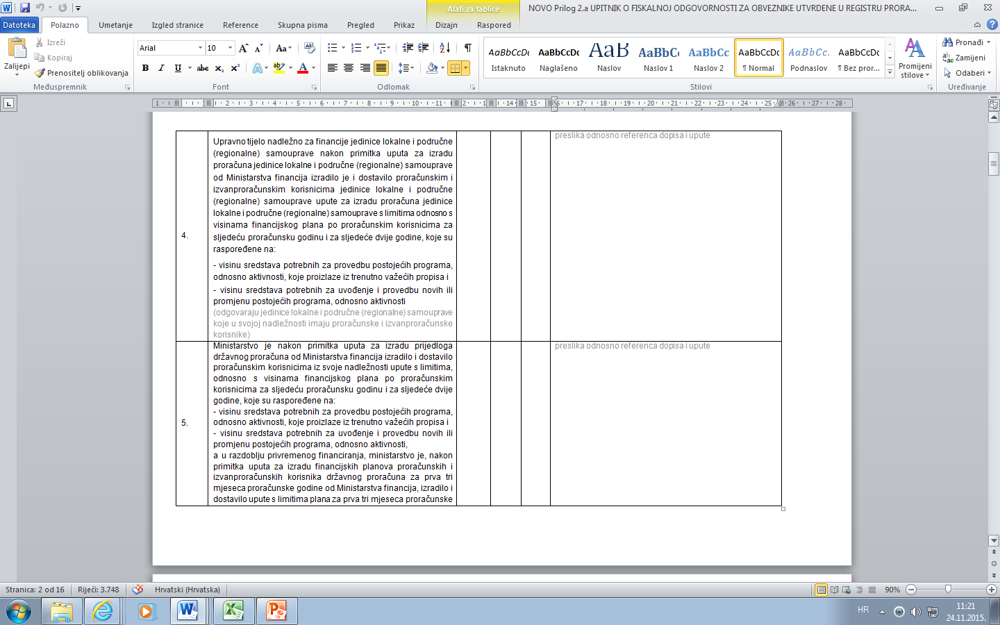 Alati za tablice
NOVO Prilog 2.a UPITNIK O FISKALNOJ ODGOVORNOSTI ZA OBVEZNIKE UTVRĐENE U REGISTRU PRORA...
Datoteka Polazno Umetanje Izgled stranice Reference Skupna pisma Pregled Prikaz Dizajn Raspored
Zalijepi
Izreži
Kopiraj
Prenositelj oblikovanja
Međuspremnik
Arial 10
Font
Odlomak
AaBbCcDc AaBbCcDc AaB AaBbCc AaBbCc AaBbCcDc AaBbCc. AaBbCcDc
Istaknuto Naglašeno Naslov Naslov 1 Naslov 2 ¶ Normal Podnaslov ¶ Bez pror...
Stilovi
Promijeni
stilove
Pronađi
Zamijeni
Odaberi
Uređivanje
4.
Upravno tijelo nadležno za financije jedinice lokalne i područne
(regionalne) samouprave nakon primitka uputa za izradu
proračuna jedinice lokalne i područne (regionalne) samouprave
od Ministarstva financija izradilo je i dostavilo proračunskim i
izvanproračunskim korisnicima jedinice lokalne i područne
(regionalne) samouprave upute za izradu proračuna jedinice
lokalne i područne (regionalne) samouprave s limitima odnosno s
visinama financijskog plana po proračunskim korisnicima za
sljedeću proračunsku godinu i za sljedeće dvije godine, koje su
raspoređene na:
- visinu sredstava potrebnih za provedbu postojećih programa,
odnosno aktivnosti, koje proizlaze iz trenutno važećih propisa i
- visinu sredstava potrebnih za uvođenje i provedbu novih ili
promjenu postojećih programa, odnosno aktivnosti
(odgovaraju jedinice lokalne i područne (regionalne) samouprave
koje u svojoj nadležnosti imaju proračunske i izvanproračunske
korisnike)
preslika odnosno referenca dopisa i upute
5.
Ministarstvo je nakon primitka uputa za izradu prijedloga
državnog proračuna od Ministarstva financija izradilo i dostavilo
proračunskim korisnicima iz svoje nadležnosti upute s limitima,
odnosno s visinama financijskog plana po proračunskim
korisnicima za sljedeću proračunsku godinu i za sljedeće dvije
godine, koje su raspoređene na:
- visinu sredstava potrebnih za provedbu postojećih programa,
odnosno aktivnosti, koje proizlaze iz trenutno važećih propisa i
- visinu sredstava potrebnih za uvođenje i provedbu novih ili
promjenu postojećih programa, odnosno aktivnosti,
a u razdoblju privremenog financiranja, ministarstvo je, nakon
primitka uputa za izradu financijskih planova proračunskih i
izvanproračunskih korisnika državnog proračuna za prva tri
mjeseca proračunske godine od Ministarstva financija, izradilo i
dostavilo upute s limitima plana za prva tri mjeseca proračunske
preslika odnosno referenca dopisa i upute
Stranica: 2 od 16 Riječi: 3.748 Hrvatski (Hrvatska) 90%
HR 11:21
24.11.2015.